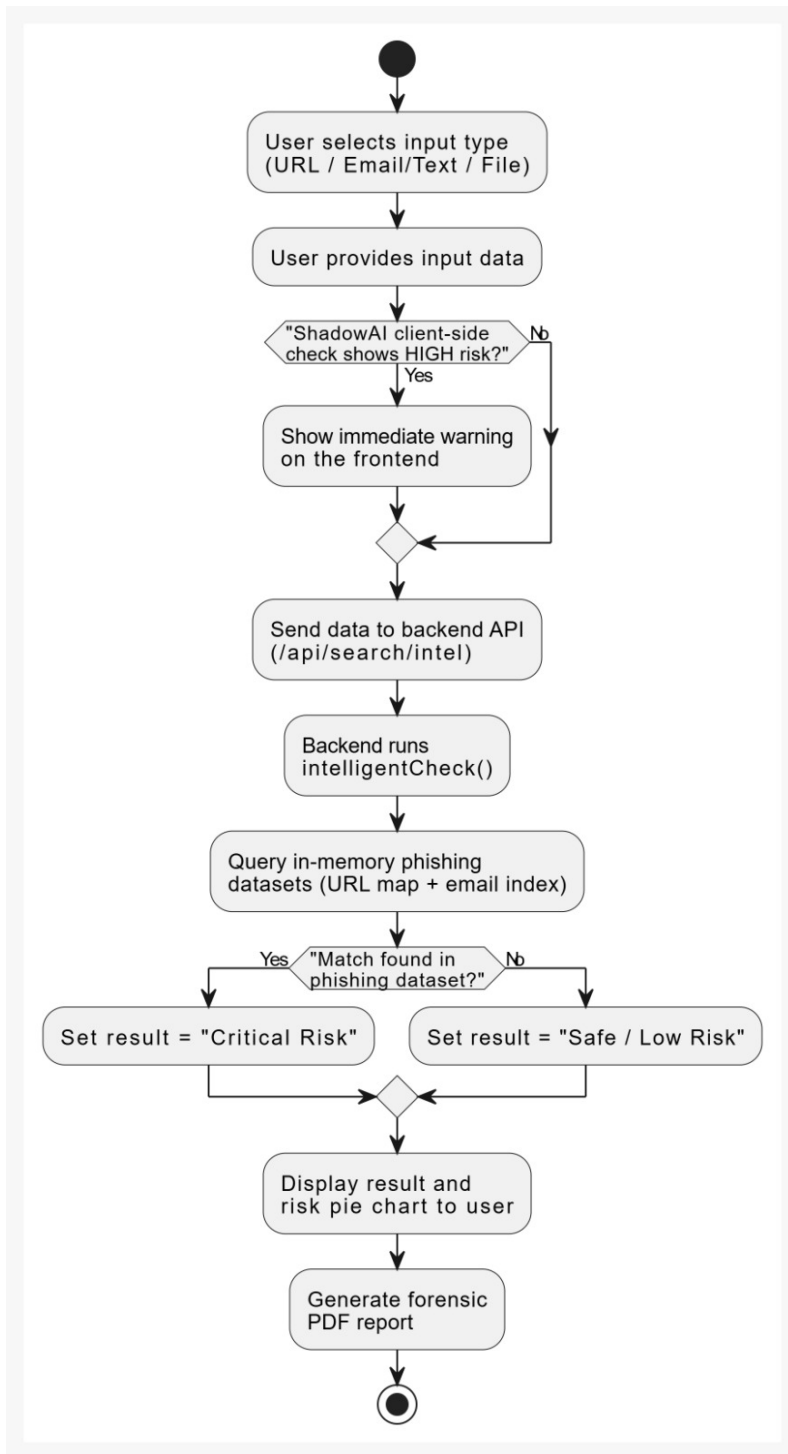 User selects input type
(URL / Email/Text / File)
User provides input data
"ShadowAI client-side
check shows HIGH risk?"
No
Yes
Show immediate warning
on the frontend
Send data to backend API
(/api/search/intel)
Backend runs
intelligentCheck()
Query in-memory phishing
datasets (URL map + email index)
Yes
"Match found in
phishing dataset?"
No
Set result = "Critical Risk"
Set result = "Safe / Low Risk"
Display result and
risk pie chart to user
Generate forensic
PDF report